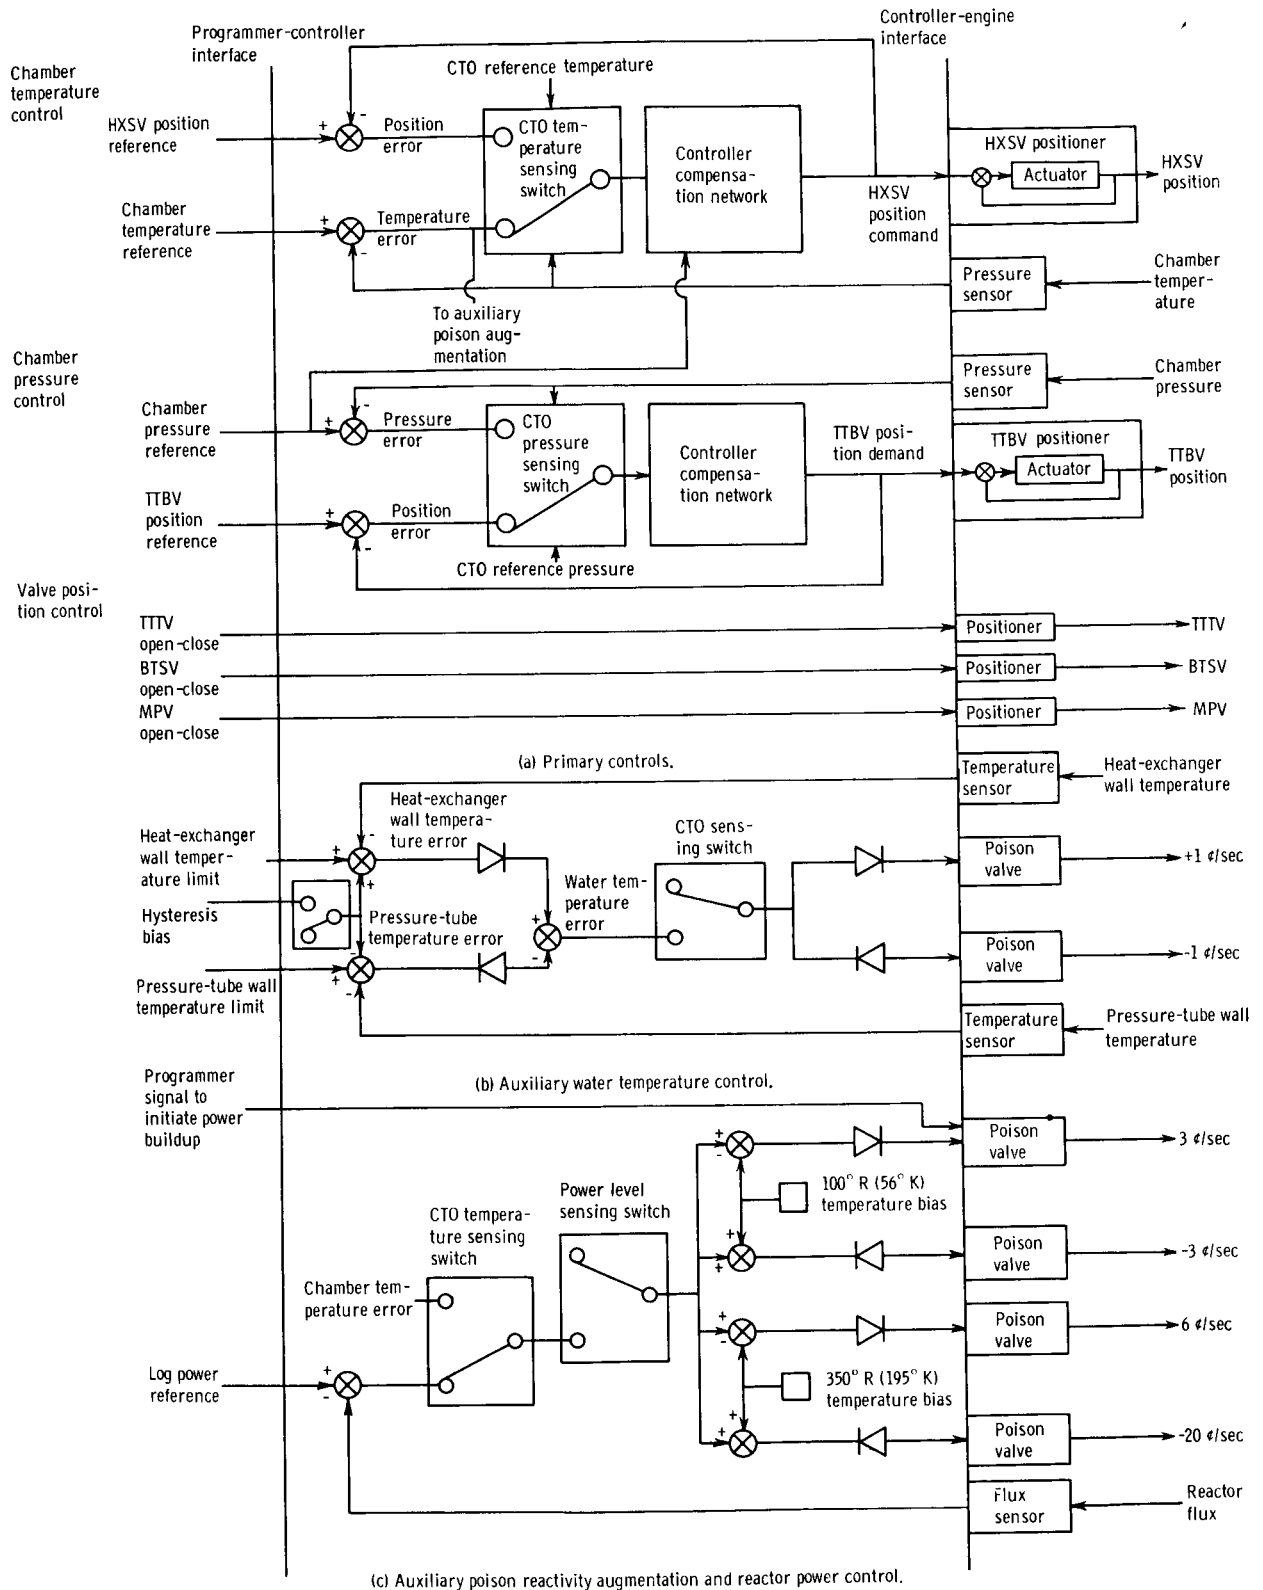 Programmer-controller
interface
Controller-engine
interface
Chamber
temperature
control
CTO reference temperature
HXSV position
reference
+
-
Position
error
CTO tem-
perature
sensing
switch
Controller
compensa-
tion network
HXSV positioner
Actuator
HXSV
position
Chamber
temperature
reference
+
-
Temperature
error
HXSV
position
command
Pressure
sensor
Chamber
temper-
ature
To auxiliary
poison aug-
mentation
Chamber
pressure
control
Pressure
sensor
Chamber
pressure
Chamber
pressure
reference
+
-
Pressure
error
CTO
pressure
sensing
switch
Controller
compensa-
tion network
TTBV posi-
tion demand
TTBV positioner
Actuator
TTBV
position
TTBV
position
reference
+
-
Position
error
CTO reference pressure
Valve posi-
tion control
TTTV
open-close
Positioner
TTTV
BTSV
open-close
Positioner
BTSV
MPV
open-close
Positioner
MPV
(a) Primary controls.
Temperature
sensor
Heat-exchanger
wall temperature
Heat-exchanger
wall tempera-
ture error
Heat-exchanger
wall temper-
ature limit
+
-
+
CTO sens-
ing switch
Poison
valve
+1 ¢/sec
Hysteresis
bias
Pressure-tube
temperature error
+
-
Water tem-
perature
error
Poison
valve
-1 ¢/sec
Pressure-tube wall
temperature limit
-
+
-
Temperature
sensor
Pressure-tube wall
temperature
(b) Auxiliary water temperature control.
Programmer
signal to
initiate power
buildup
+
-
Poison
valve
3 ¢/sec
100° R (56° K)
temperature bias
Power level
sensing switch
CTO tempera-
ture sensing
switch
+
+
Poison
valve
-3 ¢/sec
Chamber tem-
perature error
+
-
Poison
valve
6 ¢/sec
Log power
reference
+
-
350° R (195° K)
temperature bias
+
+
Poison
valve
-20 ¢/sec
Flux
sensor
Reactor
flux
(c) Auxiliary poison reactivity augmentation and reactor power control.